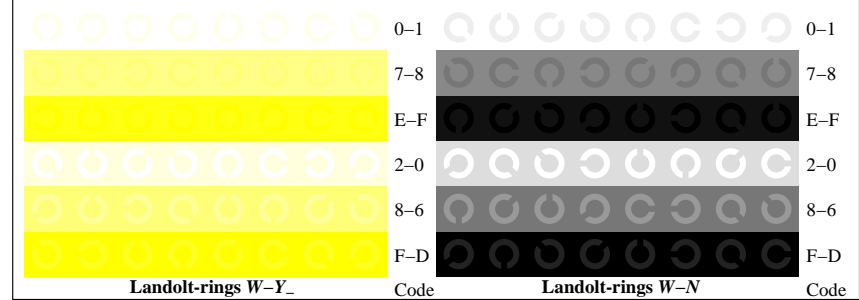 0–1 0–1
7–8 7–8
E–F E–F
2–0 2–0
8–6 8–6
F–D F–D
Landolt-rings W–Y_ Code Landolt-rings W–N Code